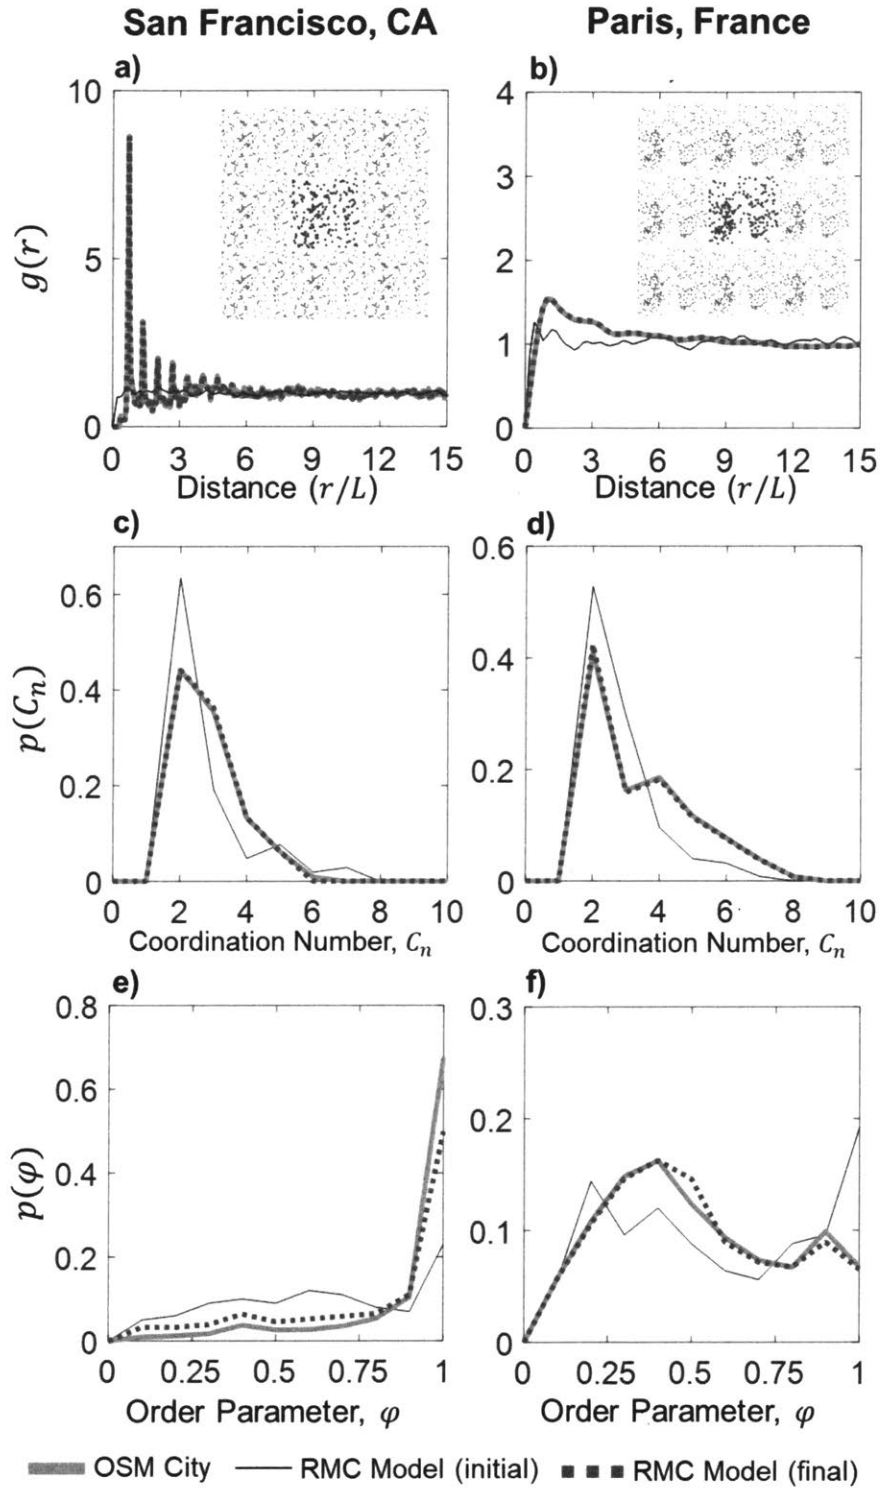 San Francisco, CA Paris, France
a) b)
10 4
3
g(r) 5 2
1
0 0
0 3 6 9 12 15 0 3 6 9 12 15
Distance (r/L) Distance (r/L)
c) d)
0.6 0.6
p(Cn) 0.4 0.4
0.2 0.2
0 0
0 2 4 6 8 10 0 2 4 6 8 10
Coordination Number, Cn Coordination Number, Cn
e) f)
0.8 0.3
0.6 0.2
p(φ) 0.4
0.2 0.1
0 0
0 0.25 0.5 0.75 1 0 0.25 0.5 0.75 1
Order Parameter, φ Order Parameter, φ
OSM City RMC Model (initial) RMC Model (final)